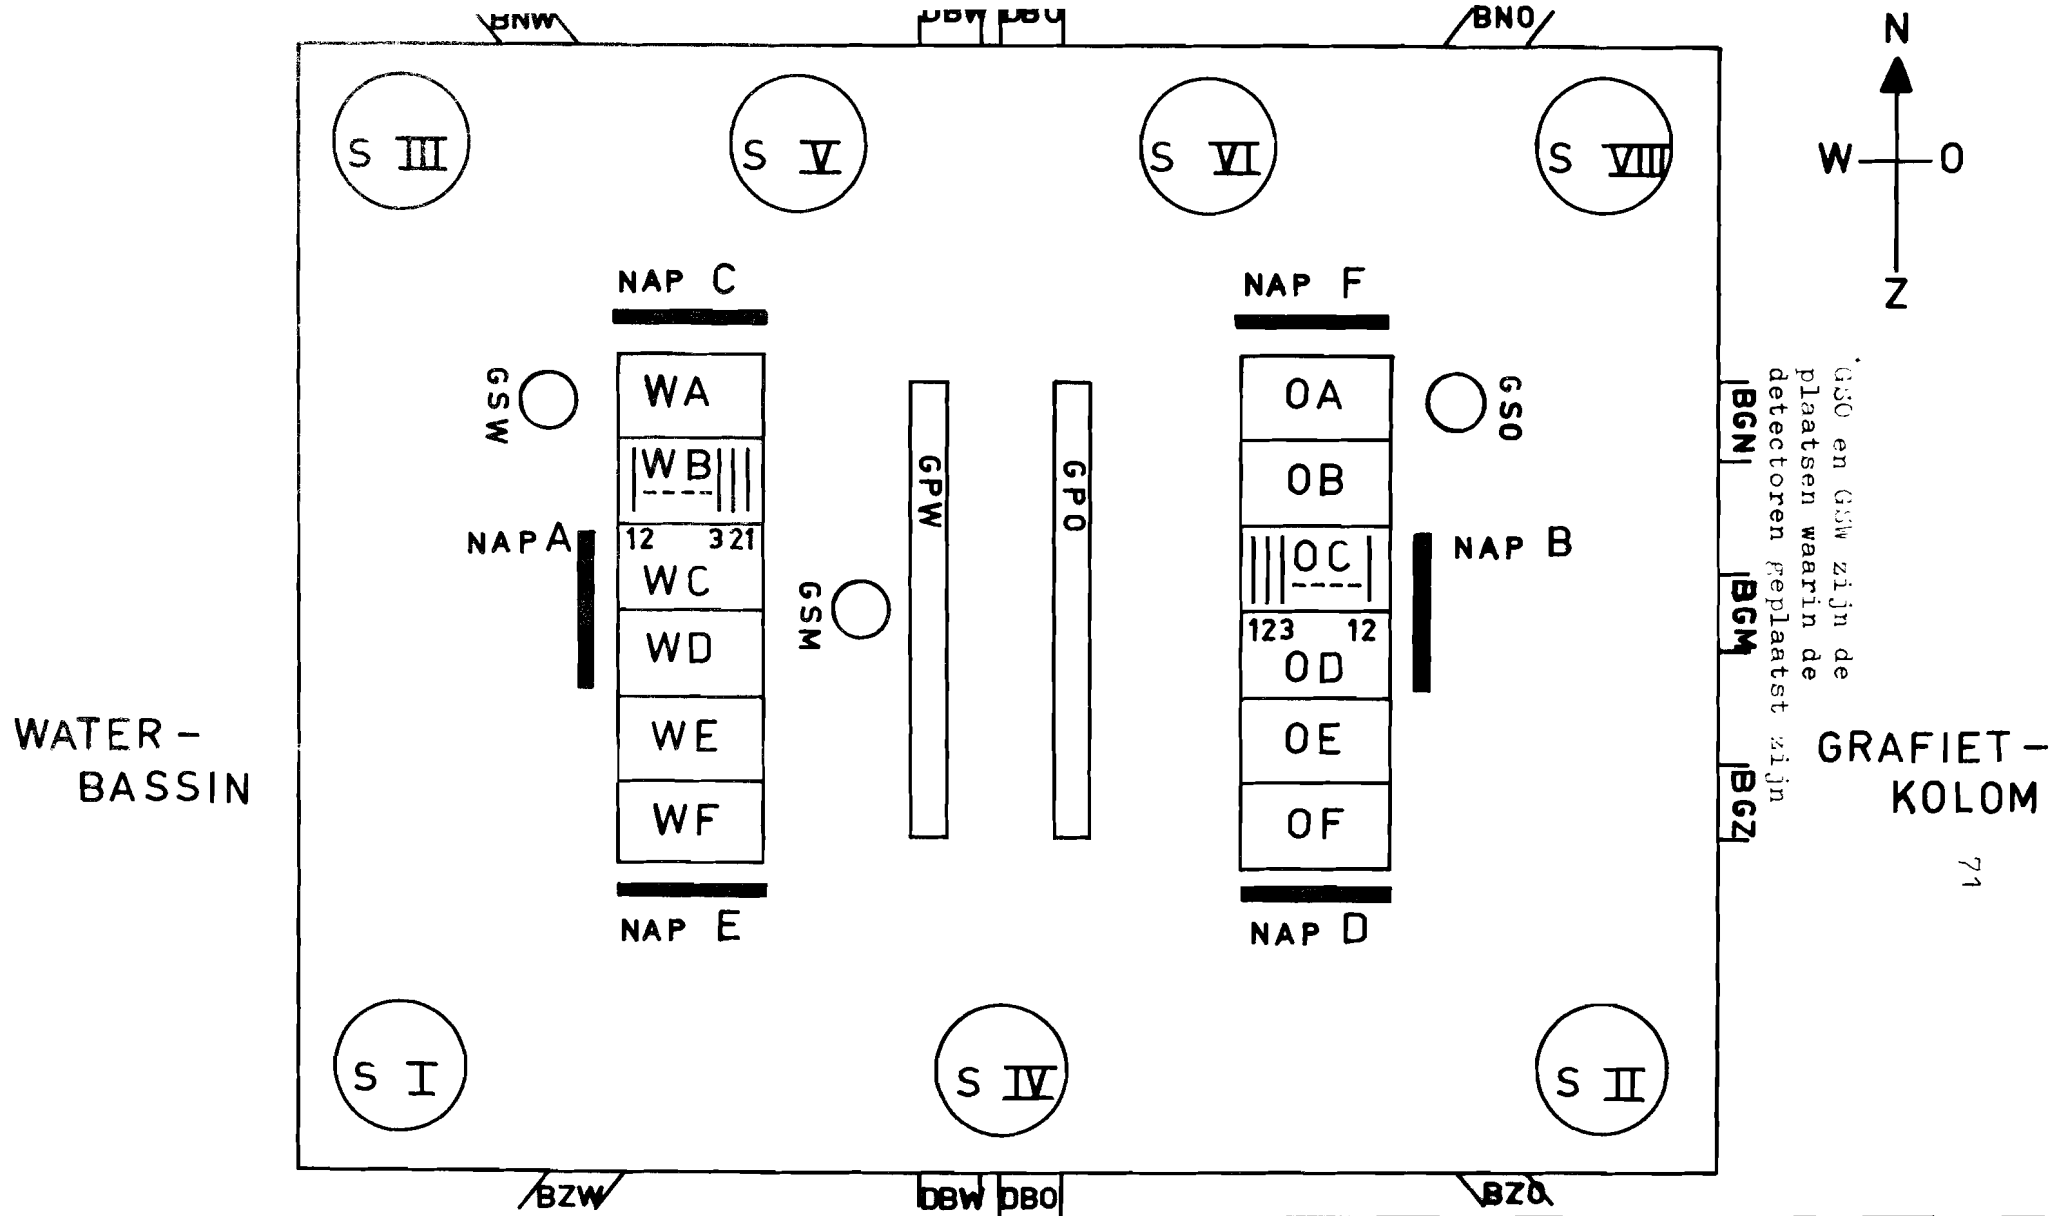 BNW
DBW
DBO
BNO
N
W
O
Z
S III
S V
S VI
S VIII
NAP C
NAP F
GSW
WA
WB
12 321
WC
WD
WE
WF
NAP A
GSM
GPW
GPO
OA
OB
OC
123 12
OD
OE
OF
GSO
NAP B
BGN
BGM
BGZ
GSO en GSW zijn de
plaatsen waarin de
detectoren geplaatst zijn
WATER-
BASSIN
GRAFIET-
KOLOM
71
NAP E
NAP D
S I
S IV
S II
BZW
DBW
DBO
BZO